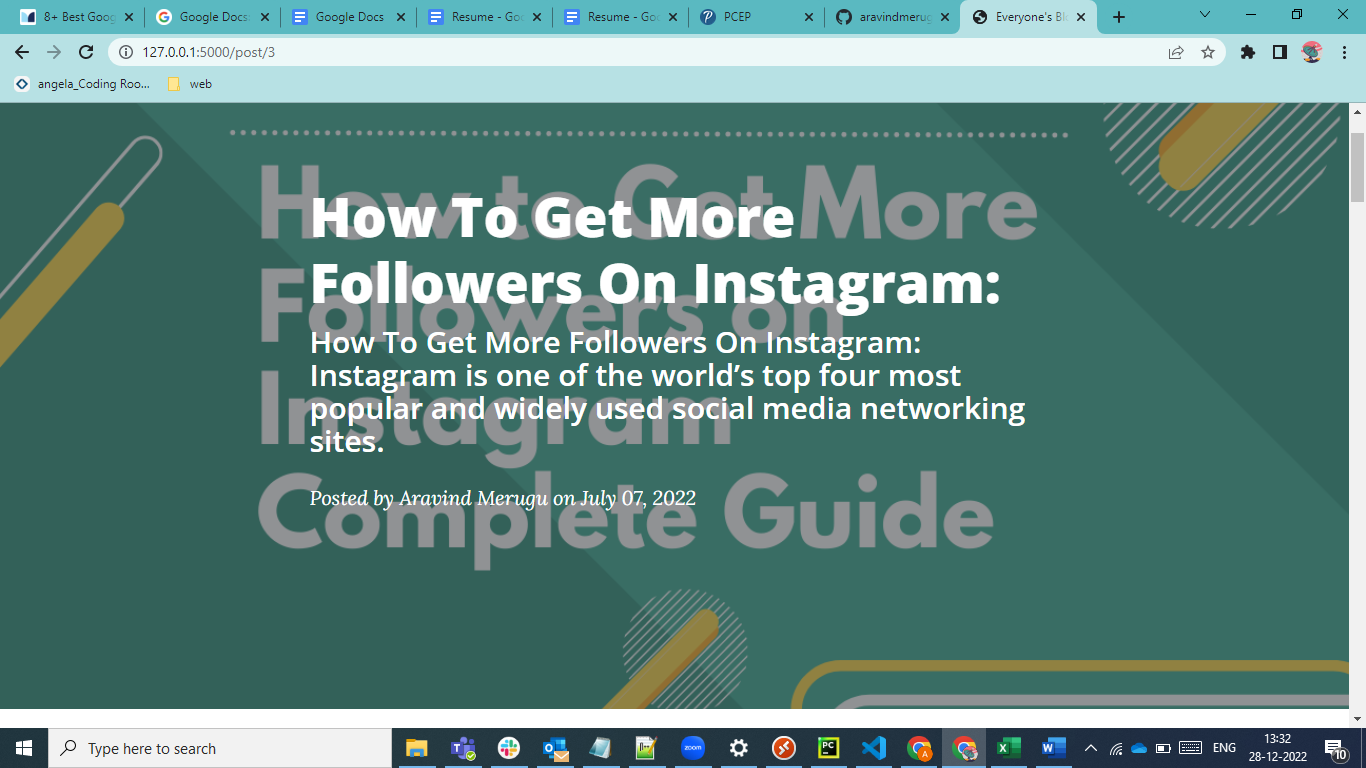 8+ Best Goog
Google Docs:
Google Docs
Resume - Goo
Resume - Goo
PCEP
aravindmerug
Everyone's Bl
127.0.0.1:5000/post/3
angela_Coding Roo...
web
How to Get More
Followers on
Instagram
Complete Guide
How To Get More
Followers On Instagram:
How To Get More Followers On Instagram:
Instagram is one of the world’s top four most
popular and widely used social media networking
sites.
Posted by Aravind Merugu on July 07, 2022
Type here to search
zoom
PC
A
ENG
13:32
28-12-2022
10